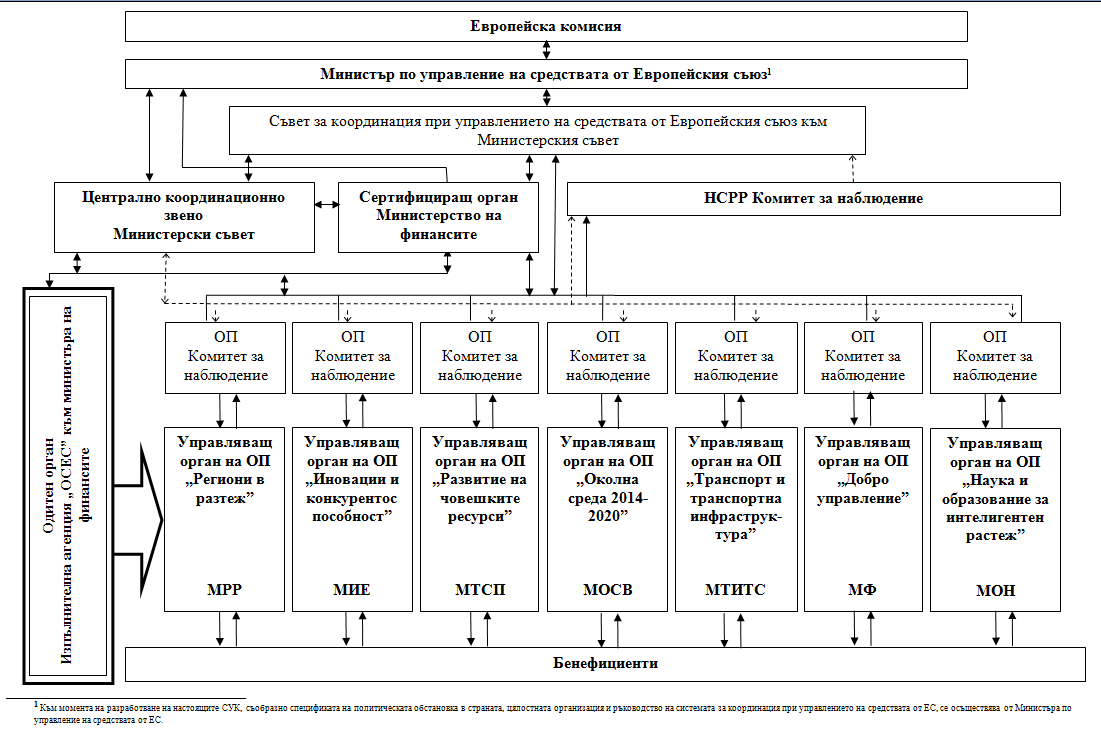 Европейска комисия
Министър по управление на средствата от Европейския съюз¹
Съвет за координация при управлението на средствата от Европейския съюз към
Министерския съвет
Централно координационно
звено
Министерски съвет
Сертифициращ орган
Министерство на
финансите
НСРР Комитет за наблюдение
Одитен орган
Изпълнителна агенция „ОСЕС” към министъра на
финансите
ОП
Комитет за
наблюдение
ОП
Комитет за
наблюдение
ОП
Комитет за
наблюдение
ОП
Комитет за
наблюдение
ОП
Комитет за
наблюдение
ОП
Комитет за
наблюдение
ОП
Комитет за
наблюдение
Управляващ
орган на ОП
„Региони в
разтеж”
МРР
Управляващ
орган на ОП
„Иновации и
конкурентос
пособност”
МИЕ
Управляващ
орган на ОП
„Развитие на
човешките
ресурси”
МТСП
Управляващ
орган на ОП
„Околна
среда 2014-
2020”
МОСВ
Управляващ
орган на ОП
„Транспорт и
транспортна
инфраструк-
тура”
МТИТС
Управляващ
орган на ОП
„Добро
управление”
МФ
Управляващ
орган на ОП
„Наука и
образование за
интелигентен
растеж”
МОН
Бенефициенти
¹ Към момента на разработване на настоящите СУК, съобразно спецификата на политическата обстановка в страната, цялостната организация и ръководство на системата за координация при управлението на средствата от ЕС, се осъществява от Министъра по
управление на средствата от ЕС.